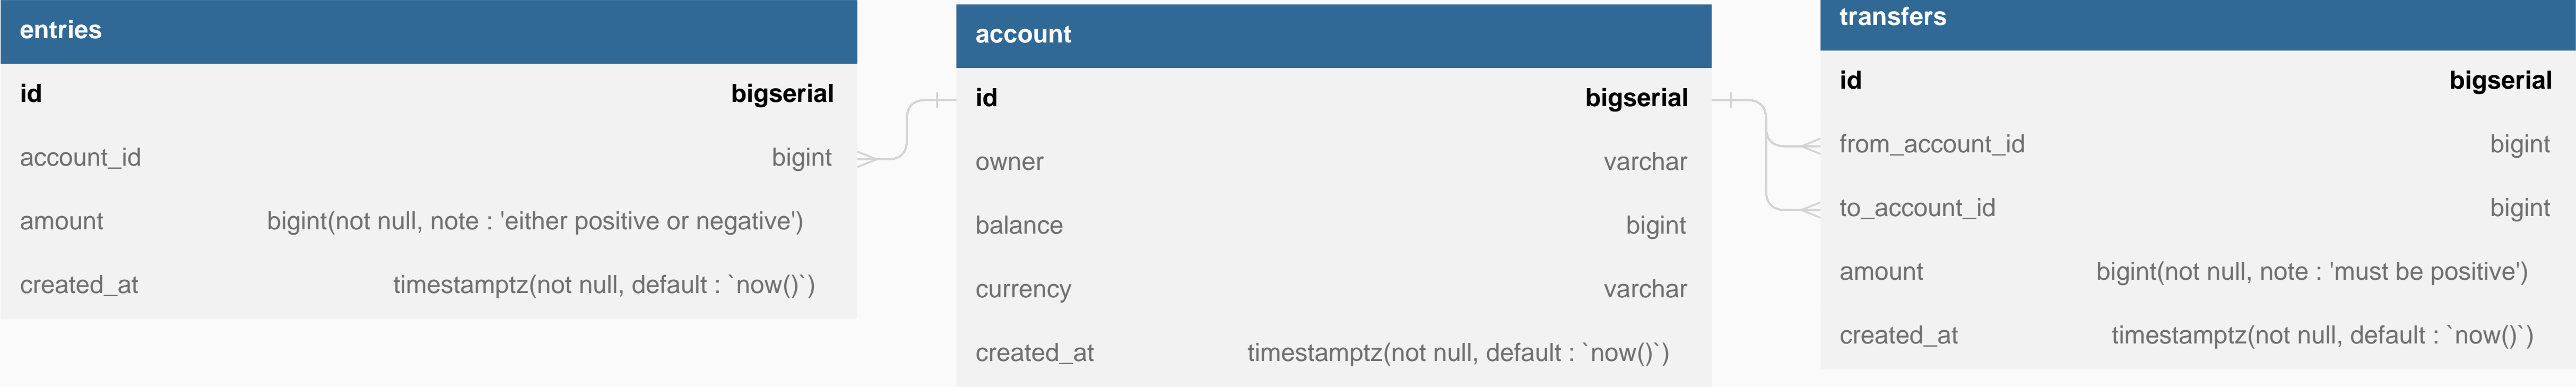 entries
id bigserial
account_id bigint
amount bigint(not null, note : 'either positive or negative')
created_at timestamptz(not null, default : `now()`)
account
id bigserial
owner varchar
balance bigint
currency varchar
created_at timestamptz(not null, default : `now()`)
transfers
id bigserial
from_account_id bigint
to_account_id bigint
amount bigint(not null, note : 'must be positive')
created_at timestamptz(not null, default : `now()`)